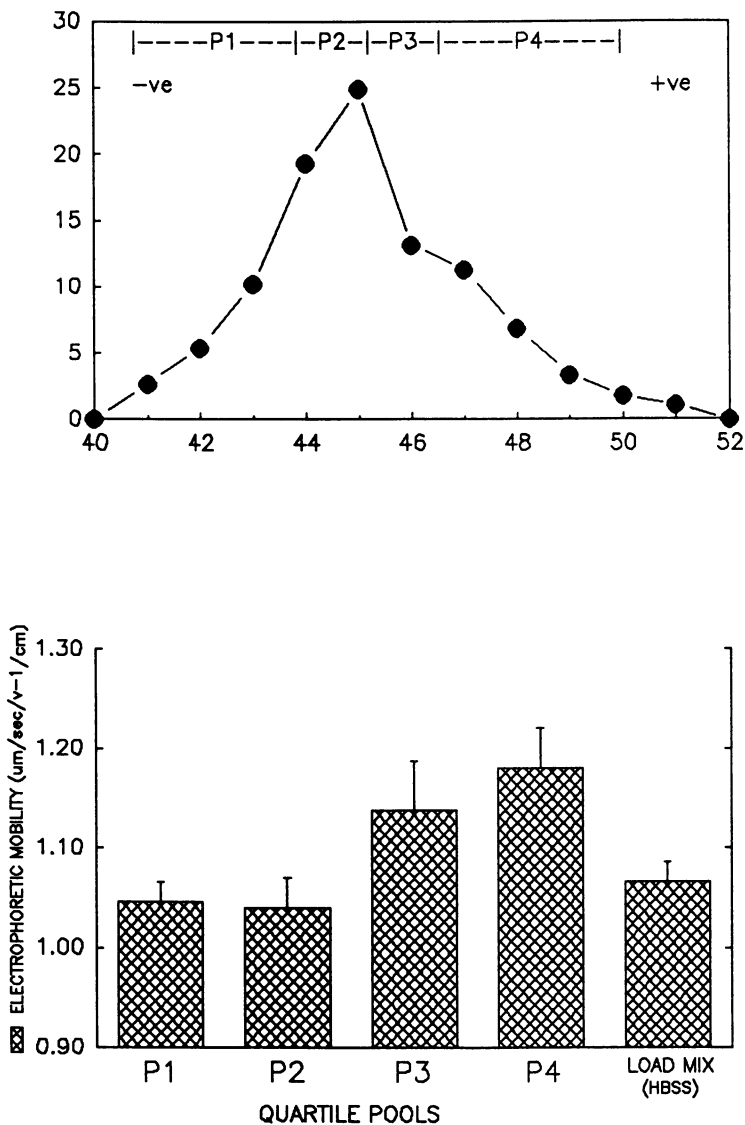 30
|----P1----|-P2-|-P3-|----P4----|
25
-ve
+ve
20
15
10
5
0
40 42 44 46 48 50 52
ELECTROPHORETIC MOBILITY (um/sec/v-1/cm)
1.30
1.20
1.10
1.00
0.90
P1 P2 P3 P4 LOAD MIX
(HBSS)
QUARTILE POOLS